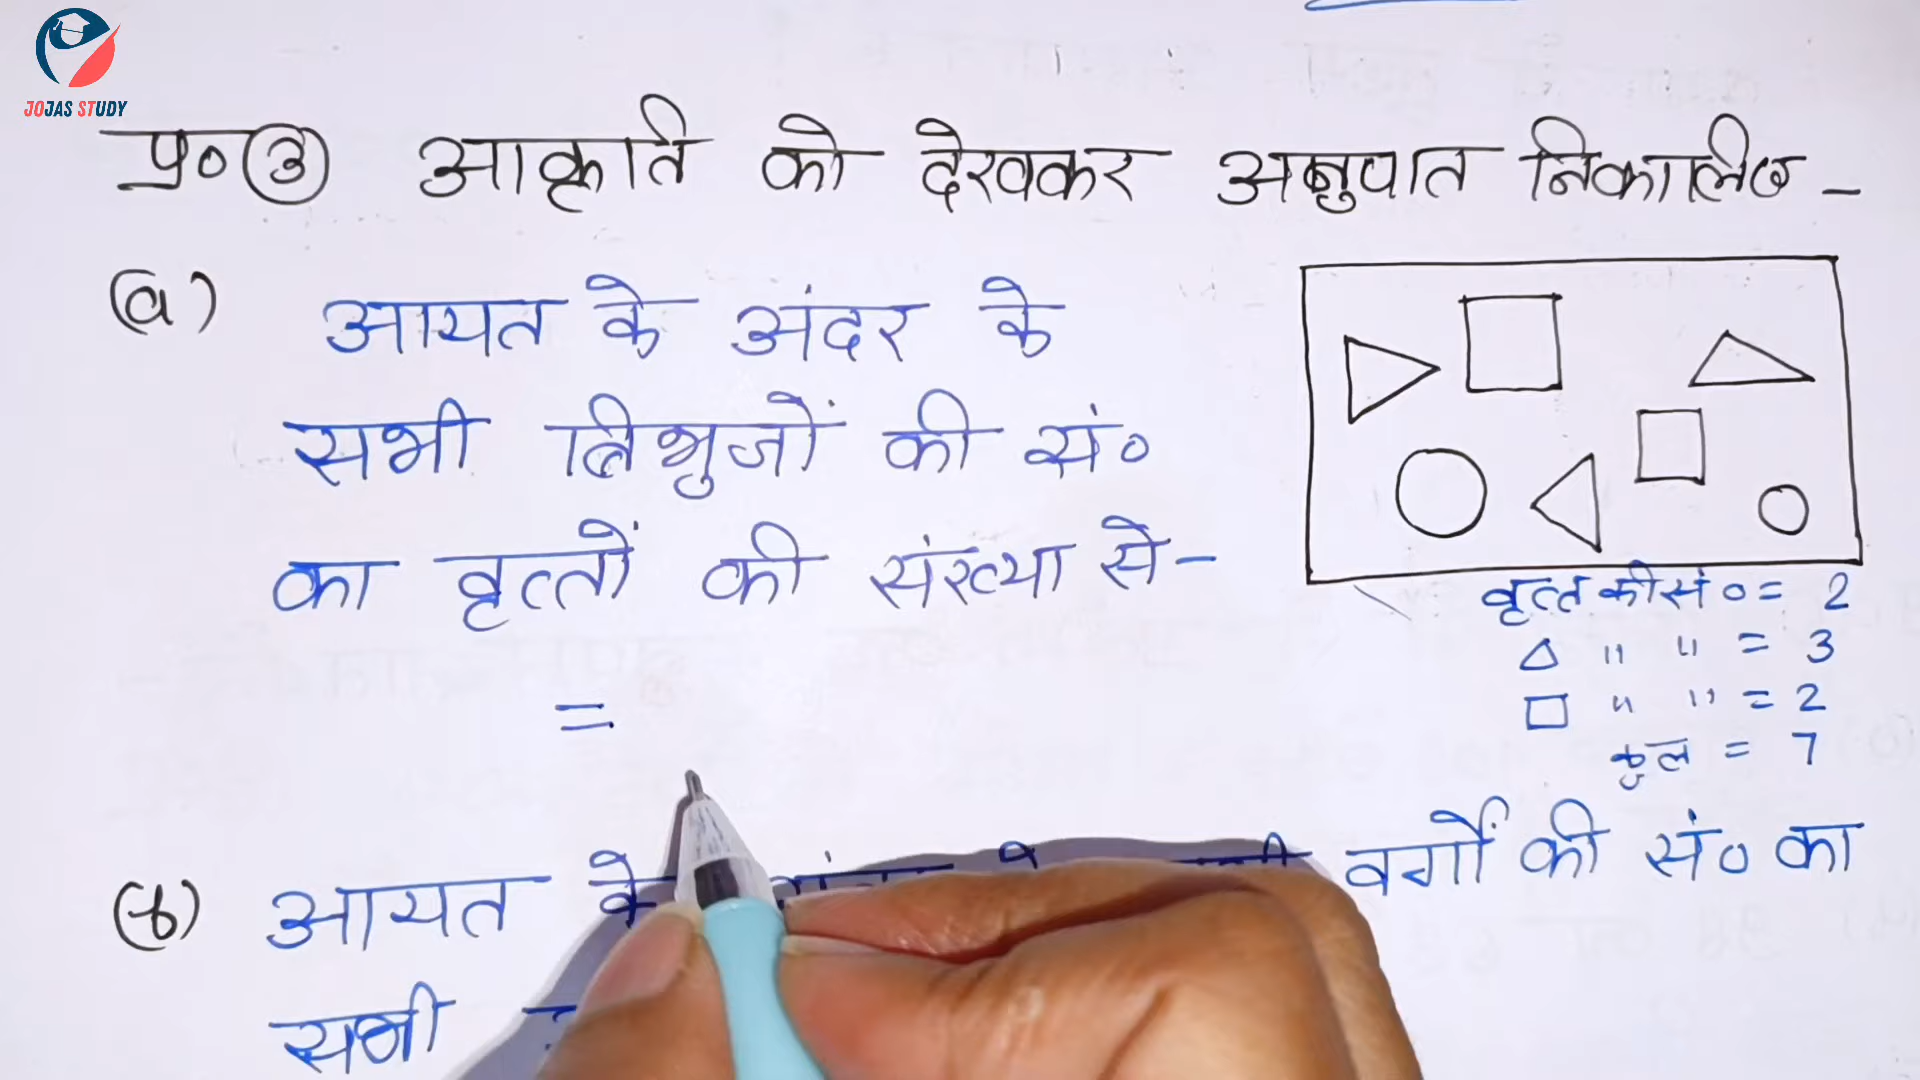 JOJAS STUDY
प्र० ③ आकृति को देखकर अनुपात निकालिए -
(a) आयत के अंदर के
सभी त्रिभुजों की सं०
का वृत्तों की संख्या से -
=
वृत्त की सं० = 2
△ " " = 3
□ " " = 2
कुल = 7
(b) आयत के वर्गों की सं० का
सभी